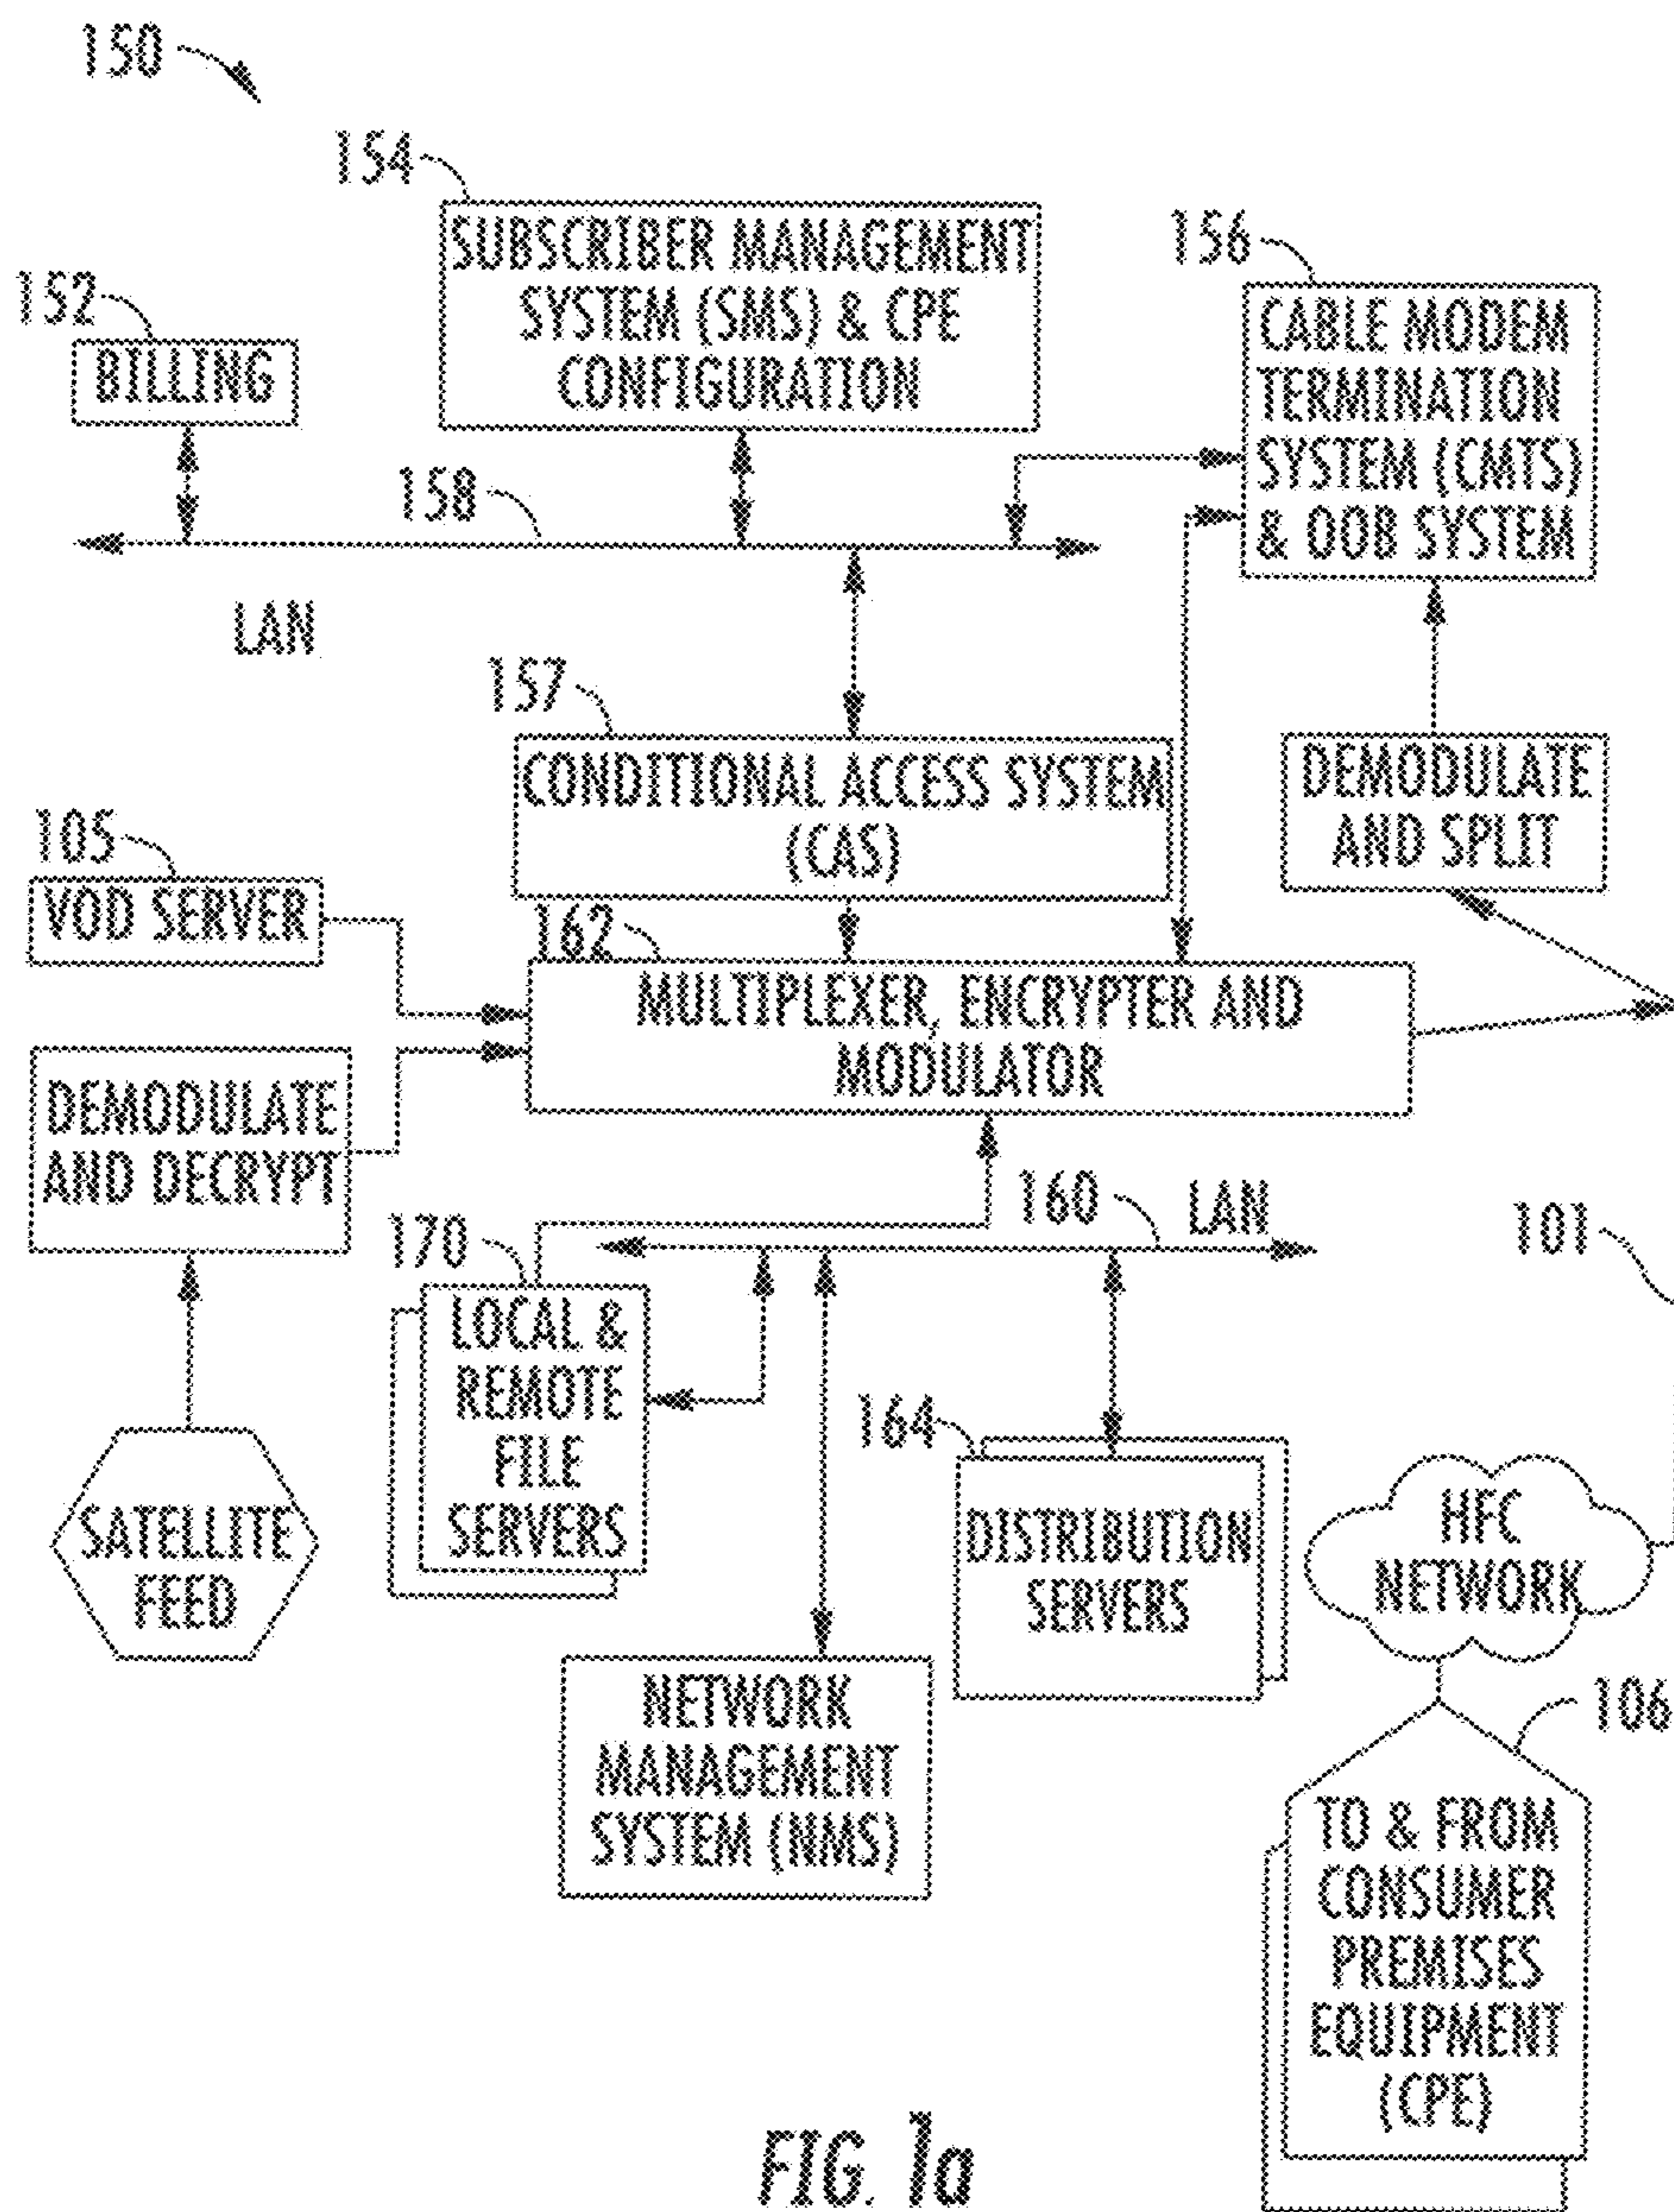 150
154
SUBSCRIBER MANAGEMENT
SYSTEM (SMS) & CPE
CONFIGURATION
156
CABLE MODEM
TERMINATION
SYSTEM (CMTS)
& OOB SYSTEM
152
BILLING
158
LAN
157
CONDITIONAL ACCESS SYSTEM
(CAS)
DEMODULATE
AND SPLIT
105
VOD SERVER
162
MULTIPLEXER, ENCRYPTER AND
MODULATOR
DEMODULATE
AND DECRYPT
160
LAN
170
LOCAL &
REMOTE
FILE
SERVERS
101
164
DISTRIBUTION
SERVERS
HFC
NETWORK
SATELLITE
FEED
NETWORK
MANAGEMENT
SYSTEM (NMS)
106
TO & FROM
CONSUMER
PREMISES
EQUIPMENT
(CPE)
FIG. 1a